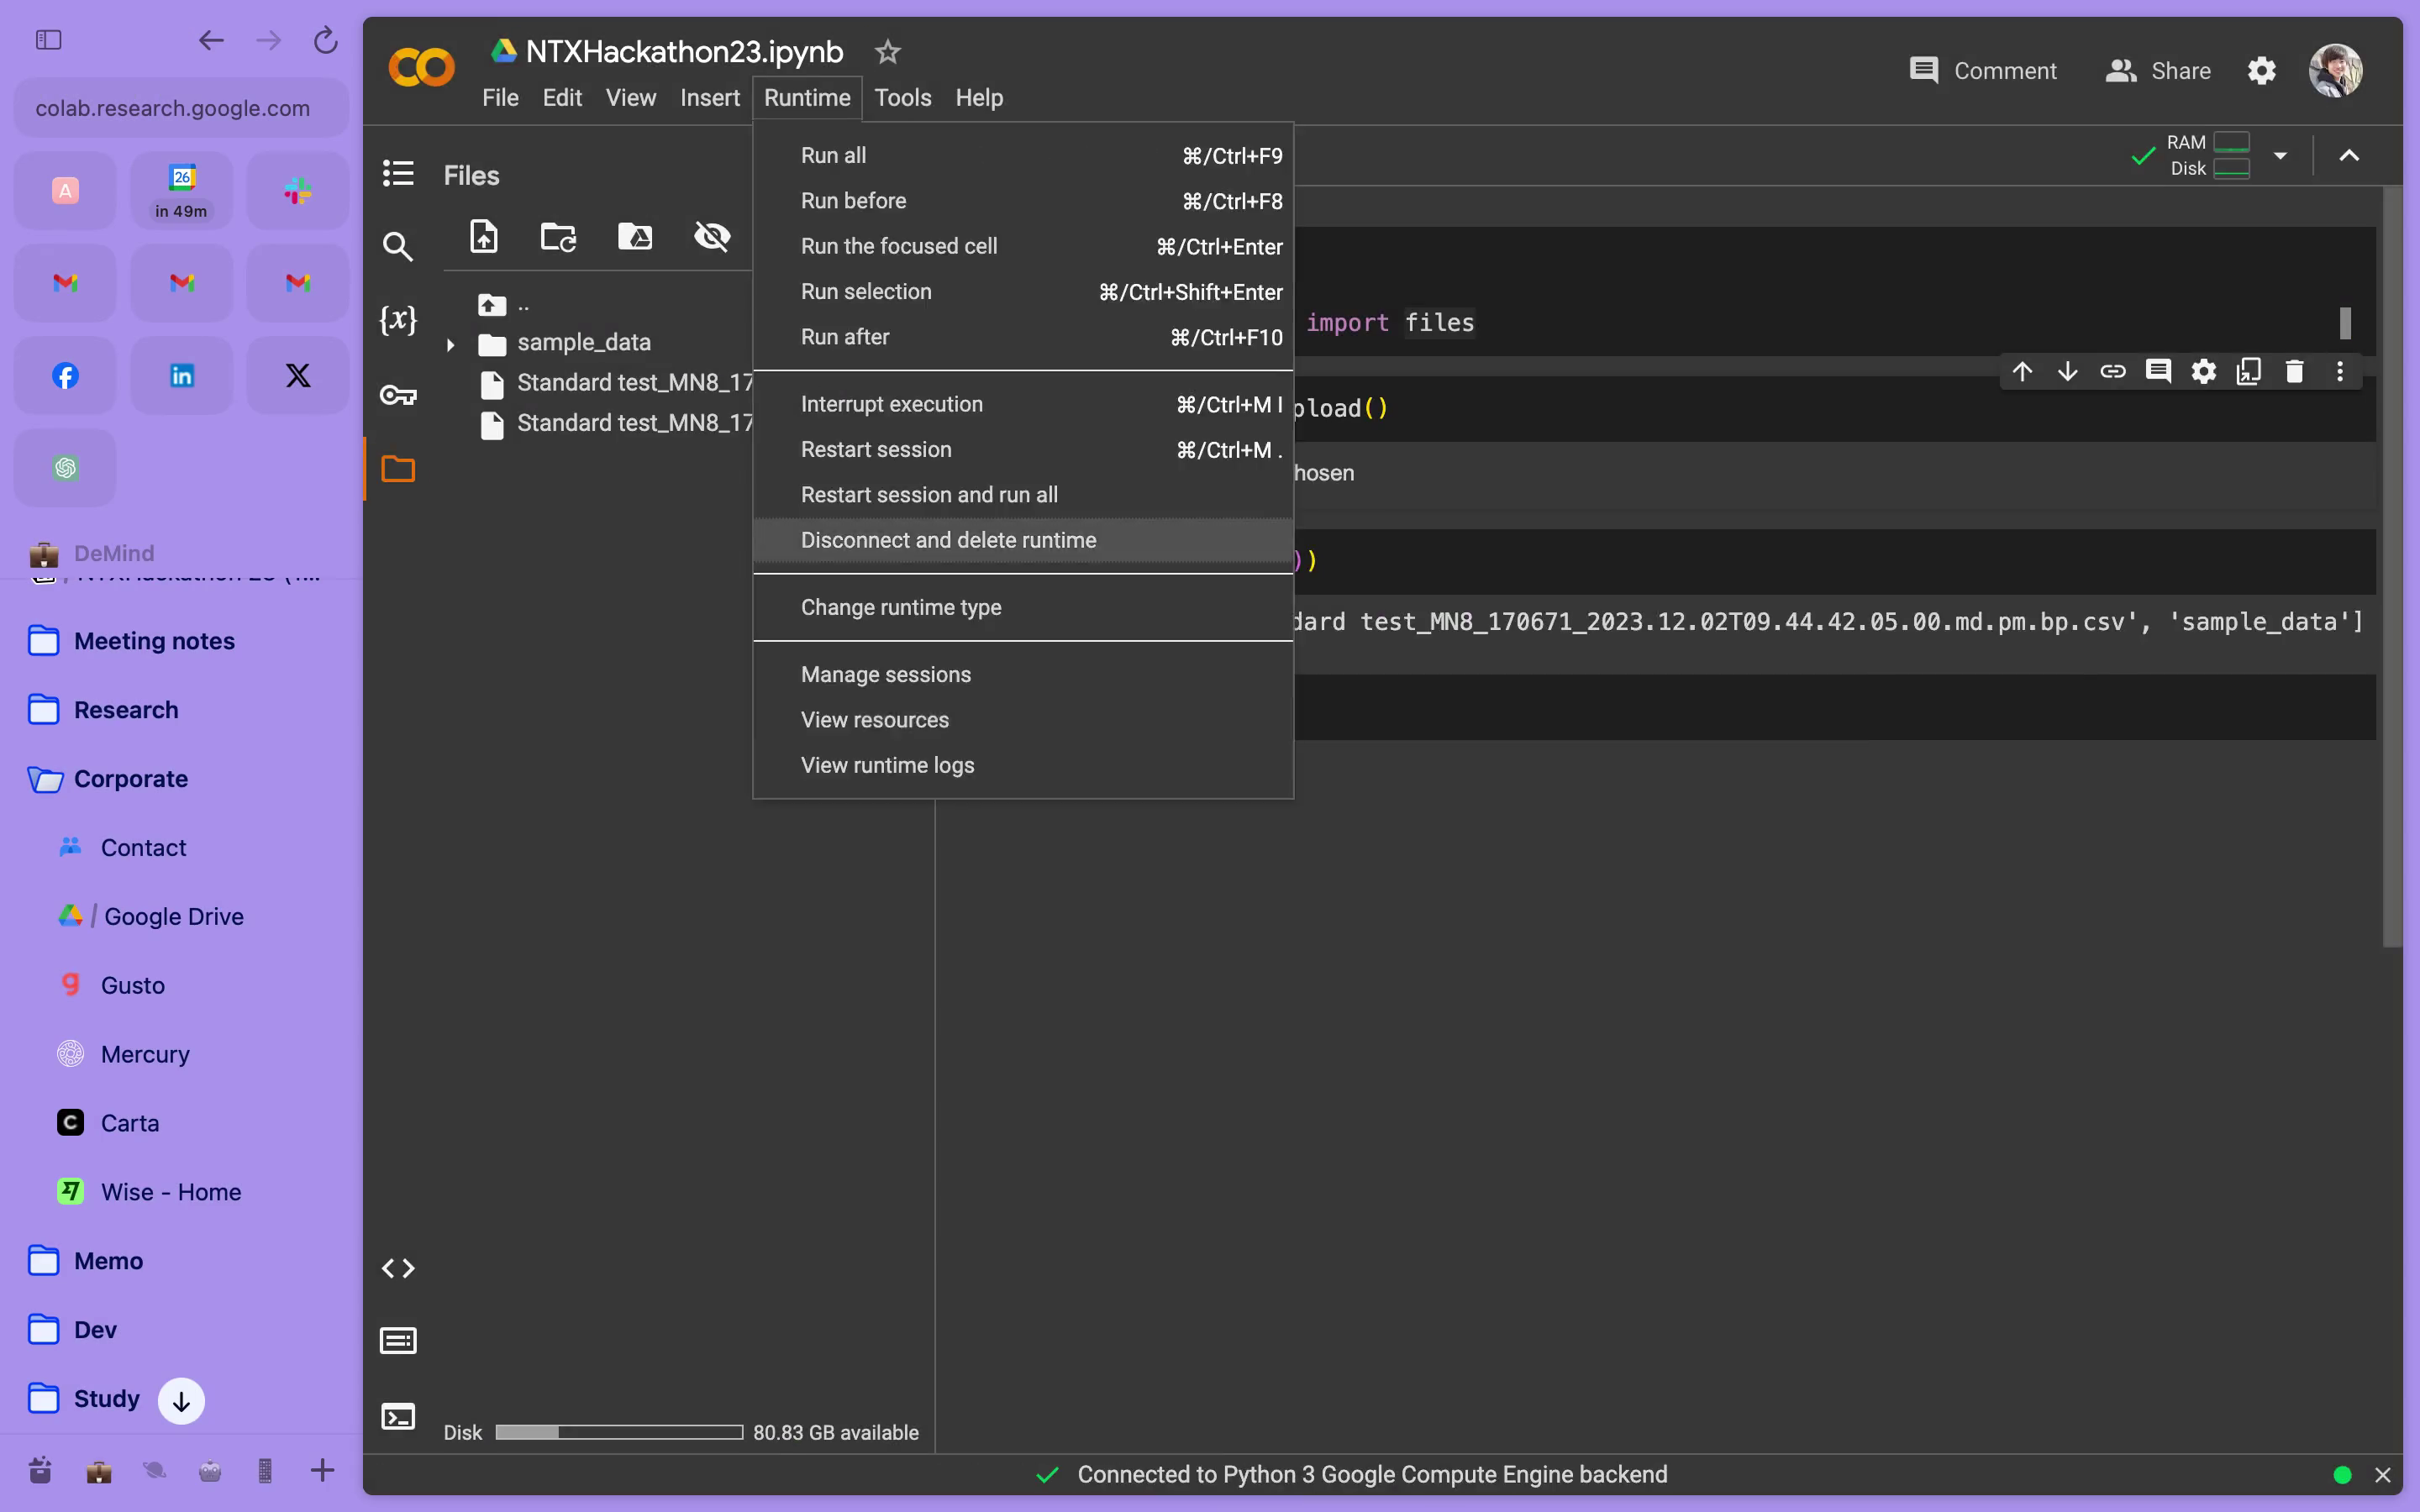 colab.research.google.com
A
26
in 49m
DeMind
Meeting notes
Research
Corporate
Contact
/ Google Drive
Gusto
Mercury
C Carta
Wise - Home
Memo
Dev
Study
NTXHackathon23.ipynb
File Edit View Insert Runtime Tools Help
Comment
Share
RAM
Disk
Files
..
sample_data
Standard test_MN8_17
Standard test_MN8_17
Disk 80.83 GB available
Run all ⌘/Ctrl+F9
Run before ⌘/Ctrl+F8
Run the focused cell ⌘/Ctrl+Enter
Run selection ⌘/Ctrl+Shift+Enter
Run after ⌘/Ctrl+F10
Interrupt execution ⌘/Ctrl+M I
Restart session ⌘/Ctrl+M .
Restart session and run all
Disconnect and delete runtime
Change runtime type
Manage sessions
View resources
View runtime logs
import files
pload()
hosen
))
dard test_MN8_170671_2023.12.02T09.44.42.05.00.md.pm.bp.csv', 'sample_data']
Connected to Python 3 Google Compute Engine backend